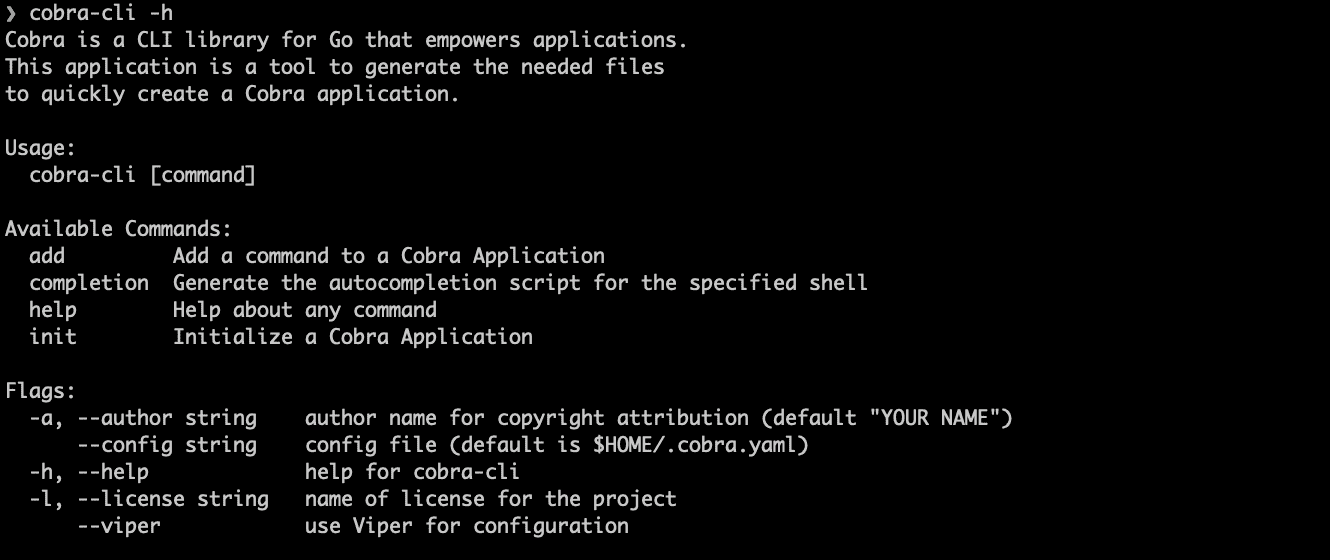 ❯ cobra-cli -h
Cobra is a CLI library for Go that empowers applications.
This application is a tool to generate the needed files
to quickly create a Cobra application.

Usage:
  cobra-cli [command]

Available Commands:
  add         Add a command to a Cobra Application
  completion  Generate the autocompletion script for the specified shell
  help        Help about any command
  init        Initialize a Cobra Application

Flags:
  -a, --author string    author name for copyright attribution (default "YOUR NAME")
      --config string    config file (default is $HOME/.cobra.yaml)
  -h, --help             help for cobra-cli
  -l, --license string   name of license for the project
      --viper            use Viper for configuration